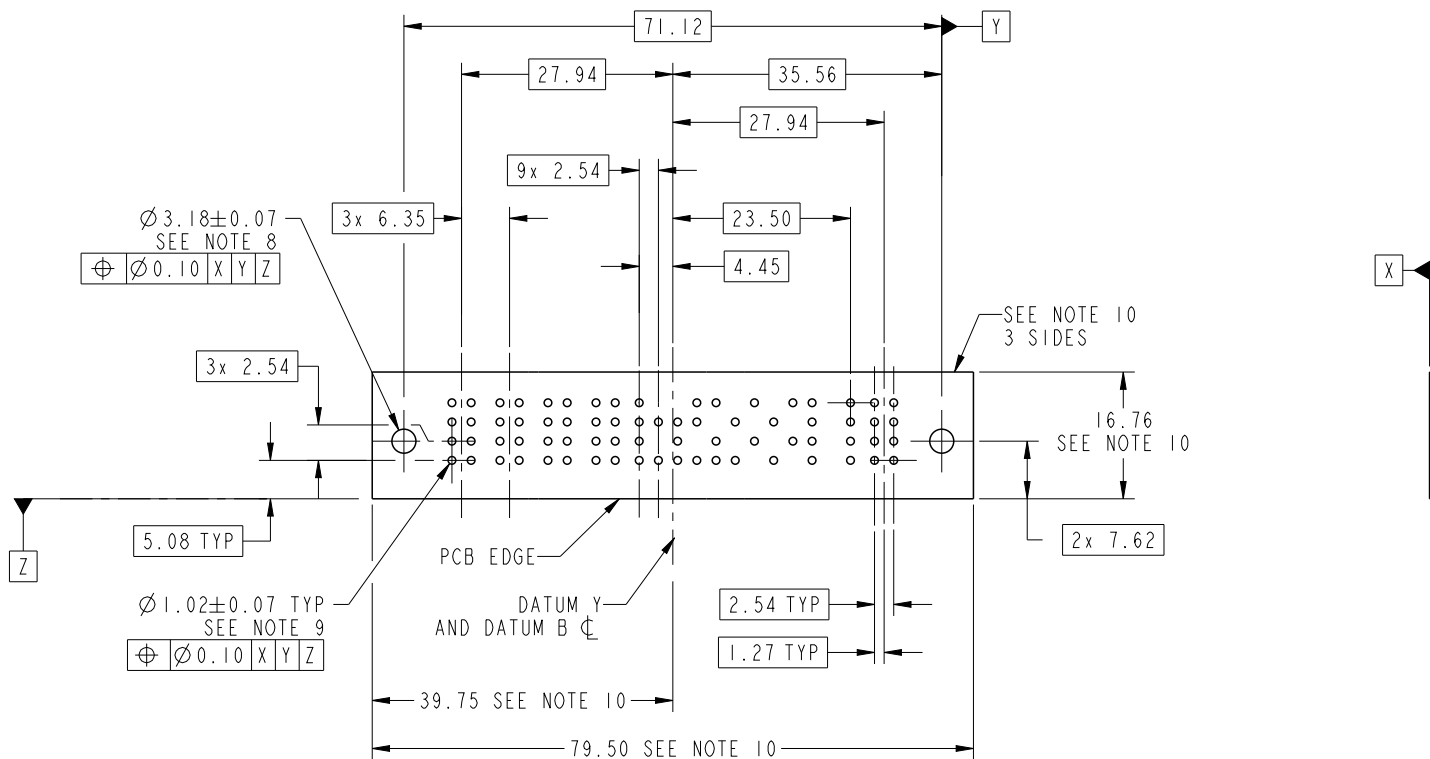 71.12
Y
27.94
35.56
27.94
9x 2.54
3x 6.35
23.50
Ø3.18±0.07
SEE NOTE 8
⌖ Ø0.10 X Y Z
4.45
X
SEE NOTE 10
3 SIDES
3x 2.54
16.76
SEE NOTE 10
5.08 TYP
2x 7.62
Z
PCB EDGE
Ø1.02±0.07 TYP
SEE NOTE 9
⌖ Ø0.10 X Y Z
DATUM Y
AND DATUM B ℄
2.54 TYP
1.27 TYP
39.75 SEE NOTE 10
79.50 SEE NOTE 10